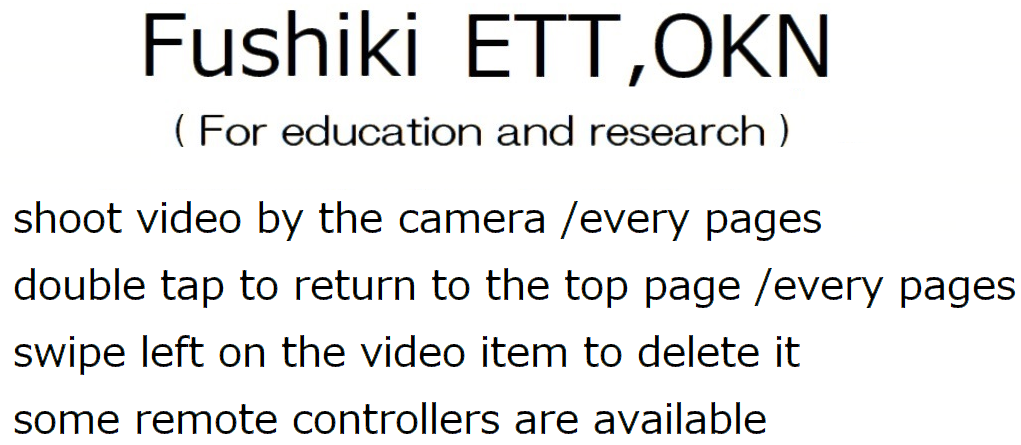 Fushiki ETT,OKN
( For education and research )
shoot video by the camera /every pages
double tap to return to the top page /every pages
swipe left on the video item to delete it
some remote controllers are available